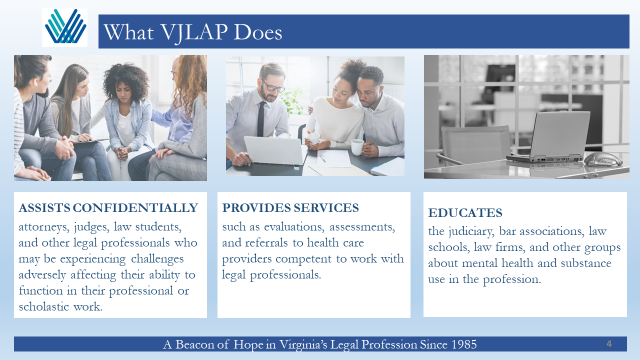 What VJLAP Does
ASSISTS CONFIDENTIALLY
attorneys, judges, law students,
and other legal professionals who
may be experiencing challenges
adversely affecting their ability to
function in their professional or
scholastic work.
PROVIDES SERVICES
such as evaluations, assessments,
and referrals to health care
providers competent to work with
legal professionals.
EDUCATES
the judiciary, bar associations, law
schools, law firms, and other groups
about mental health and substance
use in the profession.
A Beacon of Hope in Virginia's Legal Profession Since 1985
4